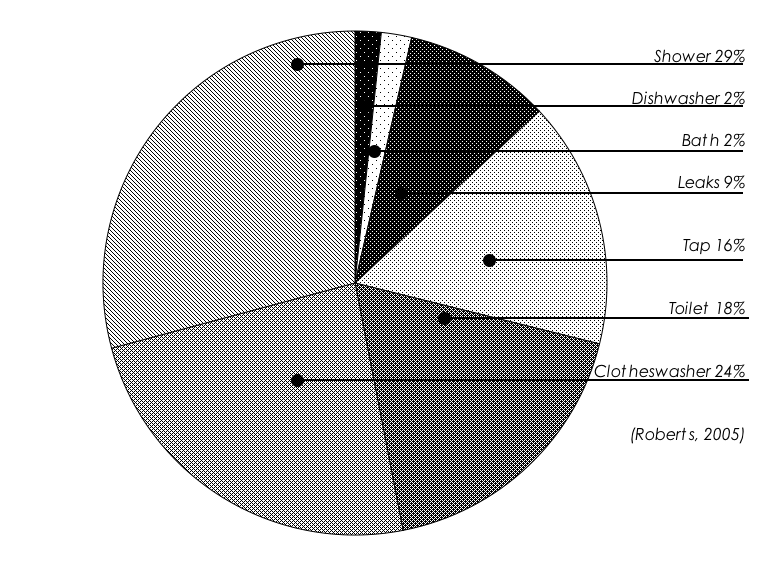 Shower 29%
Dishwasher 2%
Bath 2%
Leaks 9%
Tap 16%
Toilet 18%
Clotheswasher 24%
(Roberts, 2005)